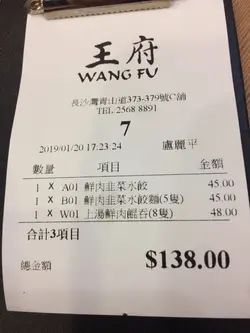 王府
WANG FU
長沙灣青山道373-379號C舖
TEL 2568 8891
7
2019/01/20 17:23:24 盧麗平
數量 項目 金額
1 X A01 鮮肉韭菜水餃 45.00
1 X B01 鮮肉韭菜水餃麵(5隻) 45.00
1 X W01 上湯鮮肉餛吞(8隻) 48.00
合計3項目
總金額 $138.00